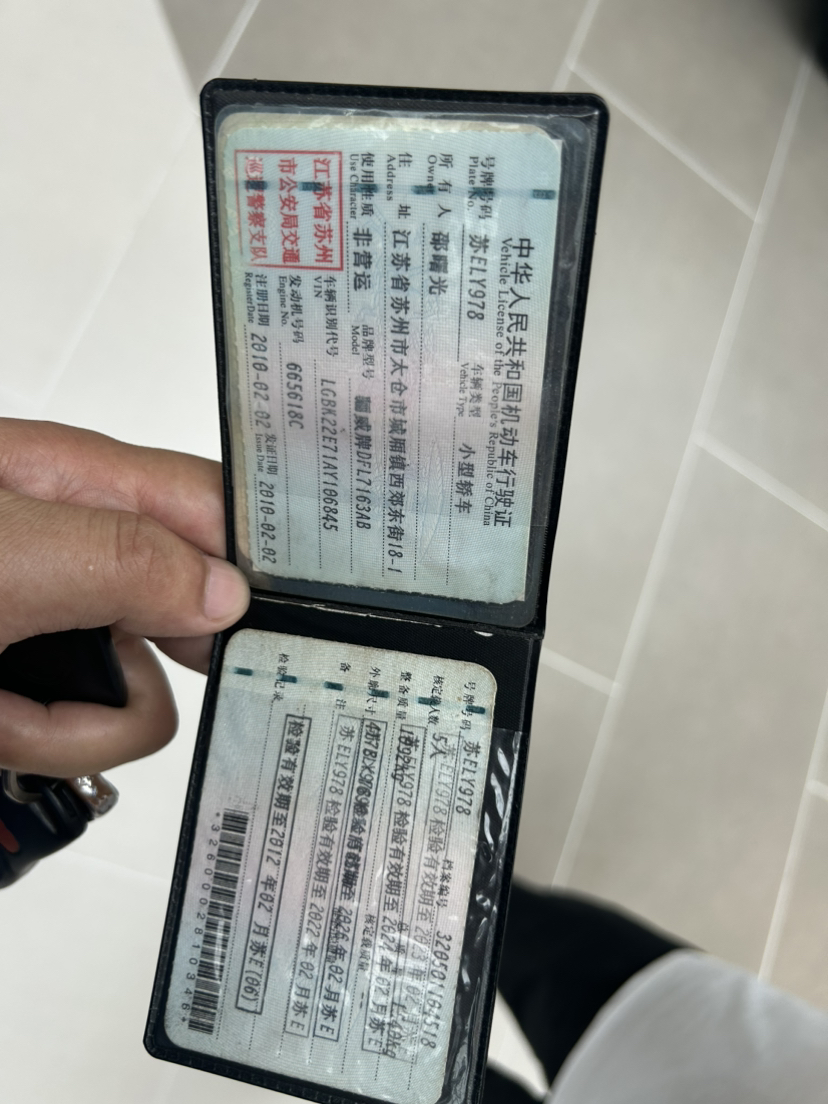 中华人民共和国机动车行驶证
Vehicle License of the People's Republic of China
号牌号码 苏ELY978 车辆类型 小型轿车
Plate No. Vehicle Type
所有人 邵曙光
Owner
住址 江苏省苏州市太仓市城厢镇西郊东街18-1
Address
使用性质 非营运 品牌型号 DFL7163AB
Use Character Model
江苏省苏州
市公安局交通
巡逻警察支队
车辆识别代号 LGBK22E71AY106845
VIN
发动机号码 665618C
Engine No.
注册日期 2010-02-02 发证日期 2010-02-02
Register Date Issue Date
号牌号码 苏ELY978 档案编号 320501164518
核定载人数 5人
整备质量
外廓尺寸 核定载质量
备注
苏ELY978 检验有效期至2022年02月苏E
检验记录
检验有效期至2012年02月苏E(06)
*3260002810346*